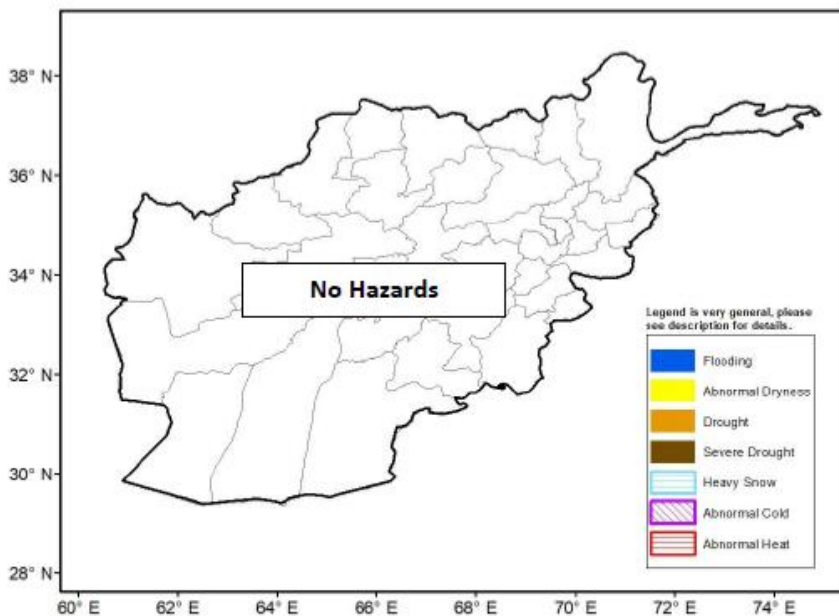 38° N
36° N
34° N
32° N
30° N
28° N
No Hazards
Legend is very general, please
see description for details.
Flooding
Abnormal Dryness
Drought
Severe Drought
Heavy Snow
Abnormal Cold
Abnormal Heat
60° E
62° E
64° E
66° E
68° E
70° E
72° E
74° E